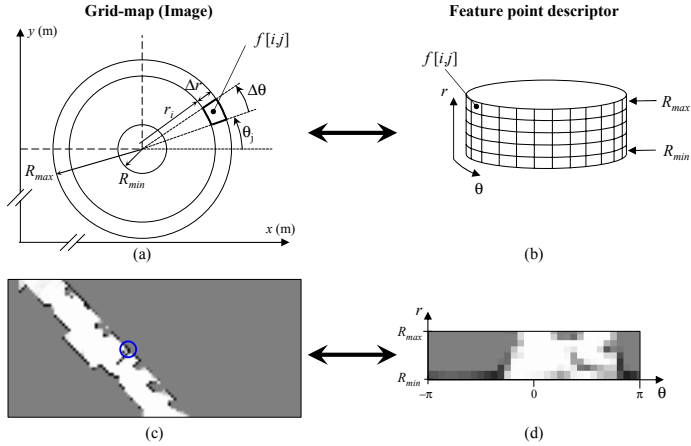 Grid-map (Image)
Feature point descriptor
y (m)
f [i,j]
Δr
Δθ
r_i
θ_j
R_max
R_min
x (m)
(a)
f [i,j]
r
R_max
R_min
θ
(b)
(c)
r
R_max
R_min
−π
0
π
θ
(d)